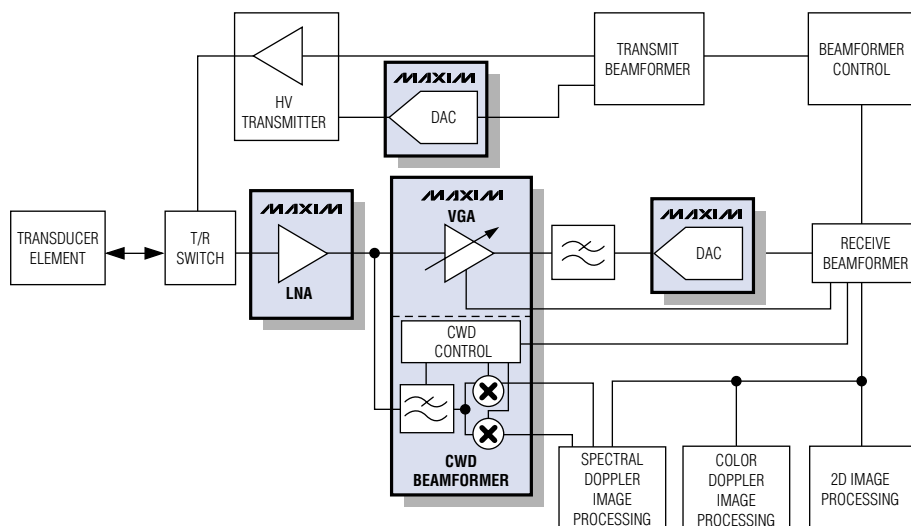 TRANSMIT
BEAMFORMER
BEAMFORMER
CONTROL
HV
TRANSMITTER
MAXIM
DAC
TRANSDUCER
ELEMENT
T/R
SWITCH
MAXIM
LNA
MAXIM
VGA
MAXIM
DAC
RECEIVE
BEAMFORMER
CWD
CONTROL
CWD
BEAMFORMER
SPECTRAL
DOPPLER
IMAGE
PROCESSING
COLOR
DOPPLER
IMAGE
PROCESSING
2D IMAGE
PROCESSING